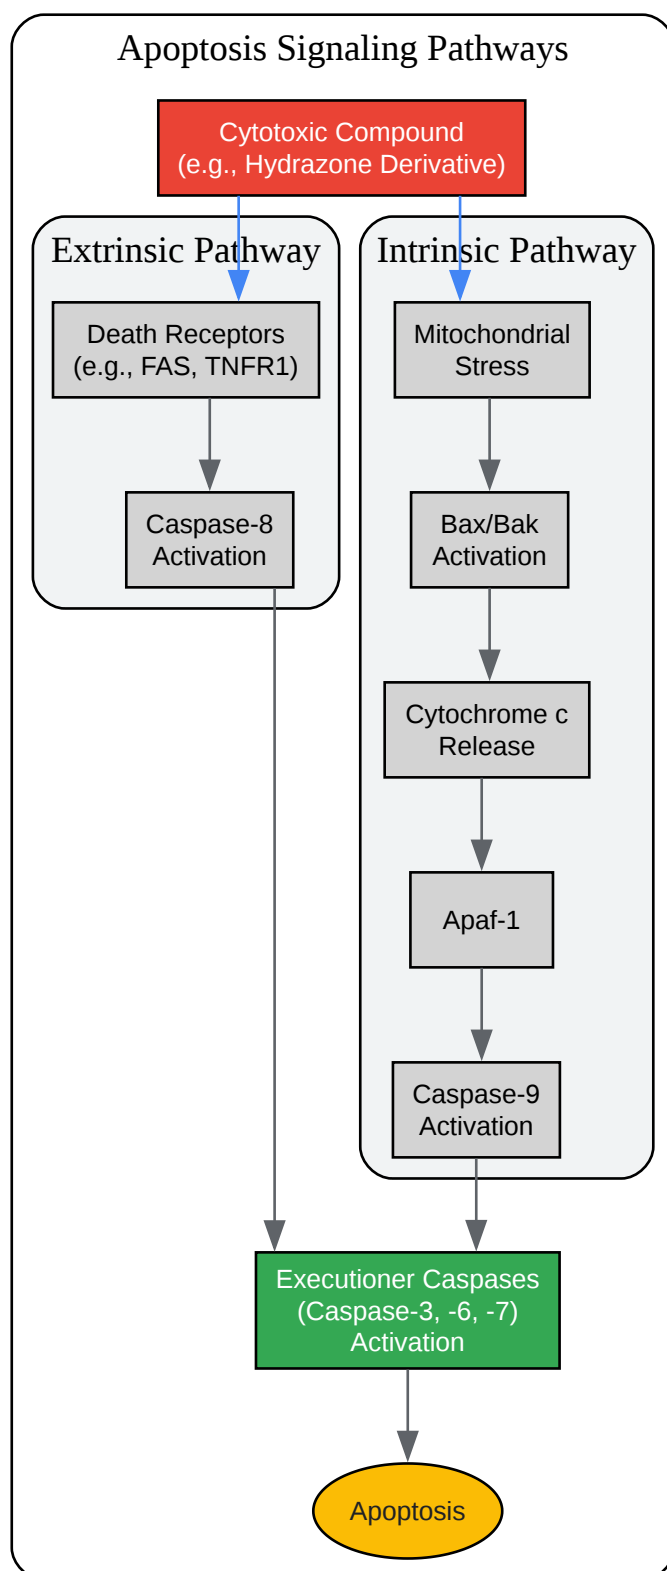 Apoptosis Signaling Pathways
Cytotoxic Compound
(e.g., Hydrazone Derivative)
Extrinsic Pathway
Death Receptors
(e.g., FAS, TNFR1)
Caspase-8
Activation
Intrinsic Pathway
Mitochondrial
Stress
Bax/Bak
Activation
Cytochrome c
Release
Apaf-1
Caspase-9
Activation
Executioner Caspases
(Caspase-3, -6, -7)
Activation
Apoptosis